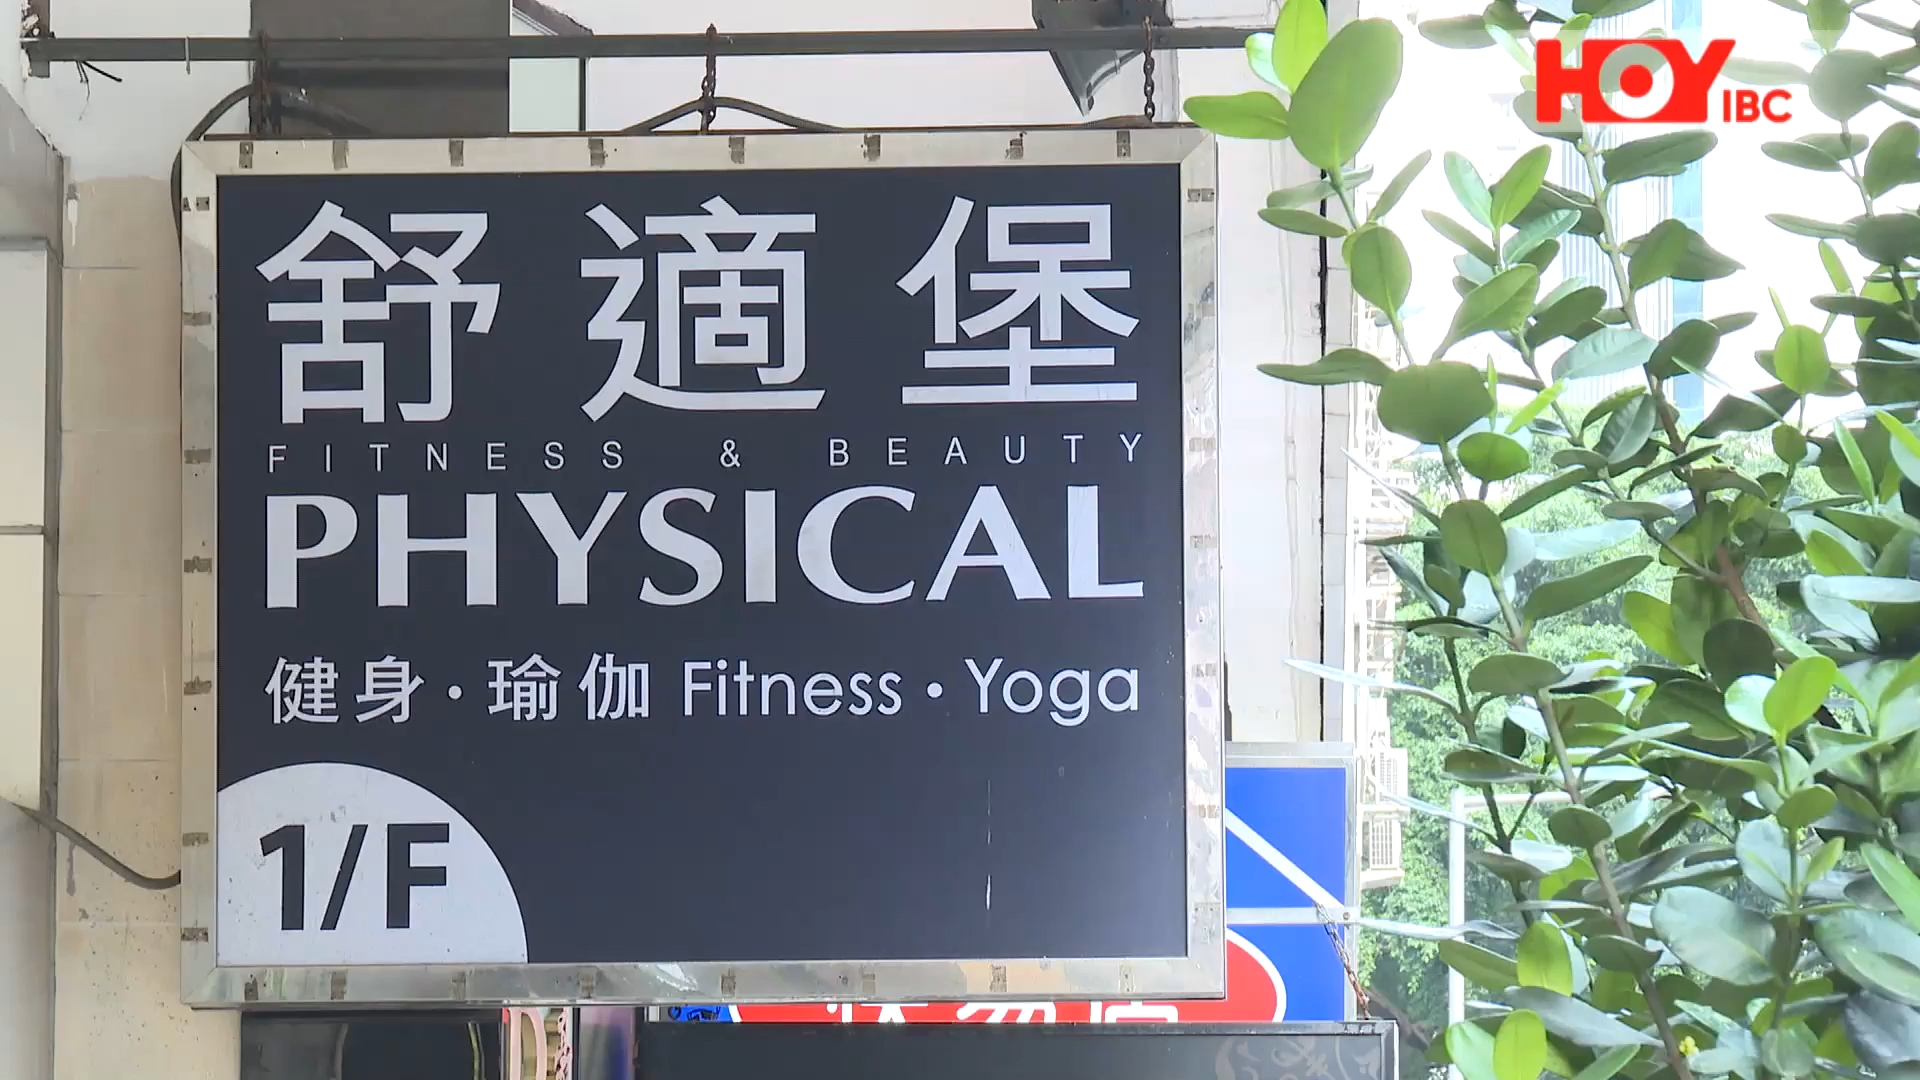 HOY IBC
舒適堡
FITNESS & BEAUTY
PHYSICAL
健身·瑜伽 Fitness·Yoga
1/F